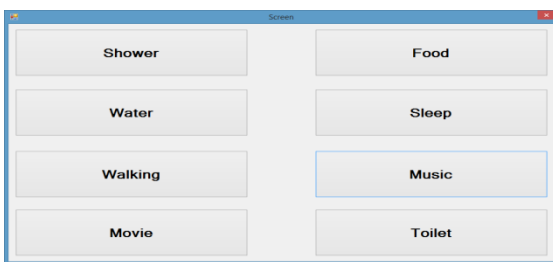 Screen
Shower Food
Water Sleep
Walking Music
Movie Toilet